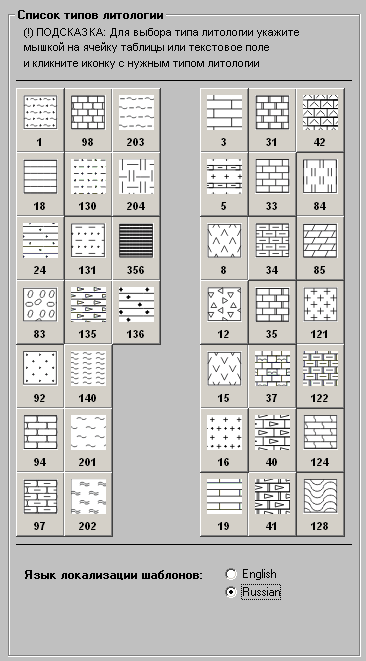 Список типов литологии
(!) ПОДСКАЗКА: Для выбора типа литологии укажите
мышкой на ячейку таблицы или текстовое поле
и кликните иконку с нужным типом литологии
1 98 203 3 31 42
18 130 204 5 33 84
24 131 356 8 34 85
83 135 136 12 35 121
92 140 15 37 122
94 201 16 40 124
97 202 19 41 128
Язык локализации шаблонов:
English
Russian